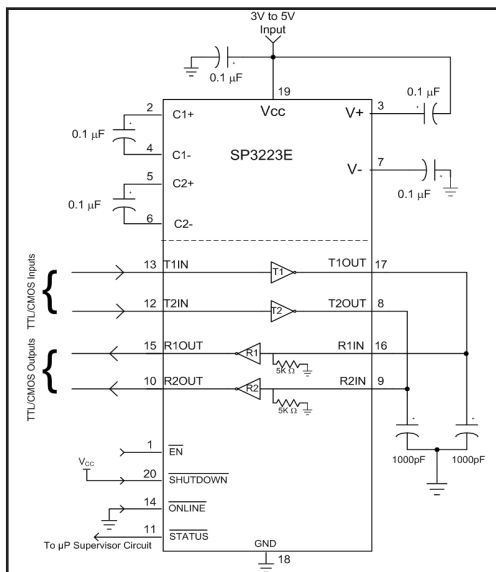 3V to 5V
Input
0.1 µF
19
Vcc
2
C1+
V+
3
0.1 µF
0.1 µF
4
C1-
SP3223E
5
C2+
V-
7
0.1 µF
0.1 µF
6
C2-
TTL/CMOS Inputs
13
T1IN
T1
T1OUT
17
12
T2IN
T2
T2OUT
8
TTL/CMOS Outputs
15
R1OUT
R1
R1IN
16
5K Ω
10
R2OUT
R2
R2IN
9
5K Ω
1000pF
1000pF
1
EN
VCC
20
SHUTDOWN
14
ONLINE
11
STATUS
To µP Supervisor Circuit
GND
18